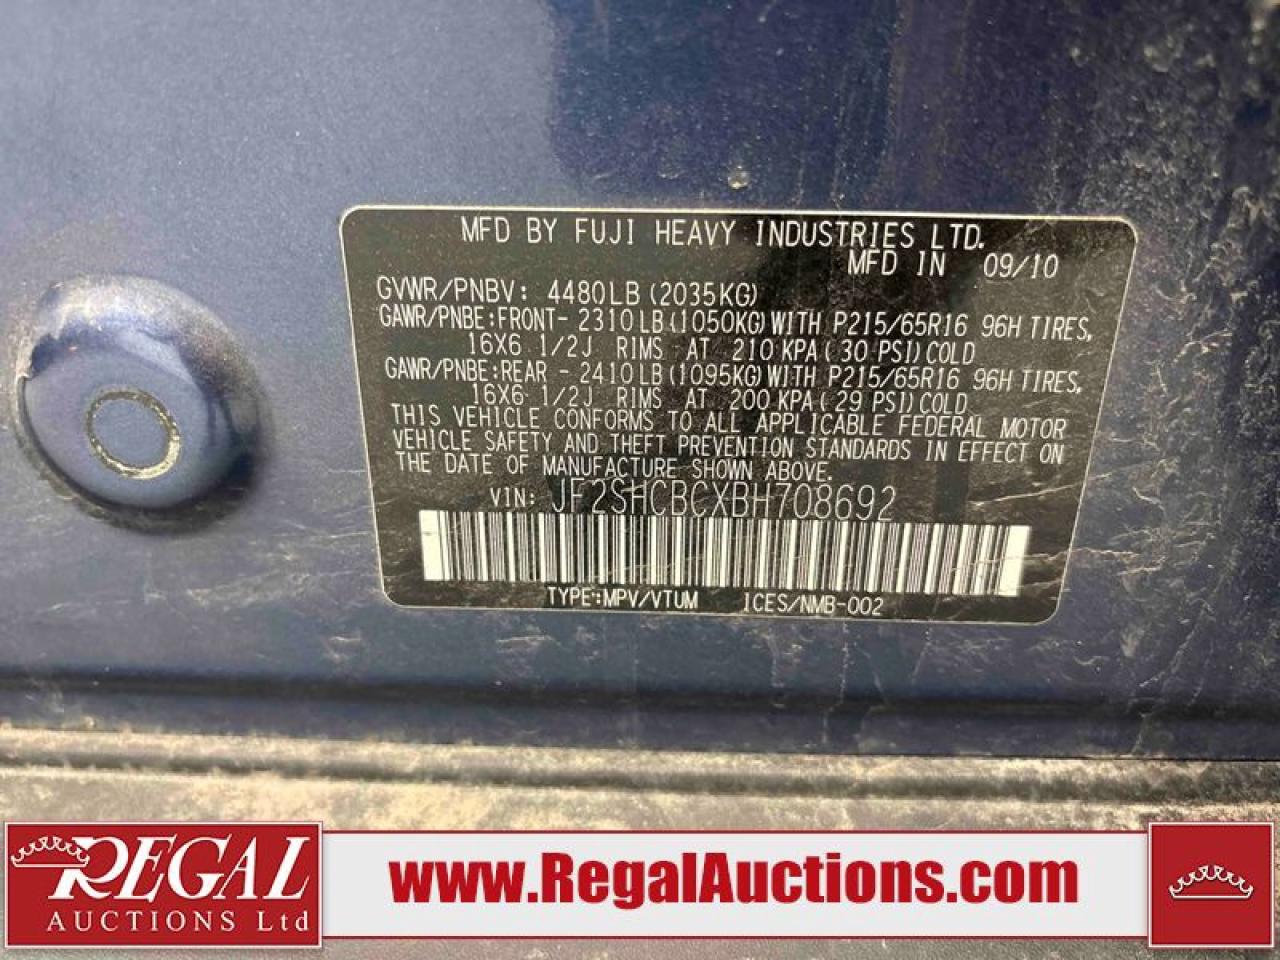 MFD BY FUJI HEAVY INDUSTRIES LTD.
MFD IN 09/10
GVWR/PNBV: 4480LB(2035KG)
GAWR/PNBE:FRONT- 2310LB(1050KG)WITH P215/65R16 96H TIRES,
16X6 1/2J RIMS AT 210KPA(30 PSI)COLD
GAWR/PNBE:REAR - 2410LB(1095KG)WITH P215/65R16 96H TIRES,
16X6 1/2J RIMS AT 200KPA(29 PSI)COLD
THIS VEHICLE CONFORMS TO ALL APPLICABLE FEDERAL MOTOR
VEHICLE SAFETY AND THEFT PREVENTION STANDARDS IN EFFECT ON
THE DATE OF MANUFACTURE SHOWN ABOVE.
VIN: JF2SHCBCXBH708692
TYPE:MPV/VTUM ICES/NMB-002
REGAL
AUCTIONS Ltd
www.RegalAuctions.com